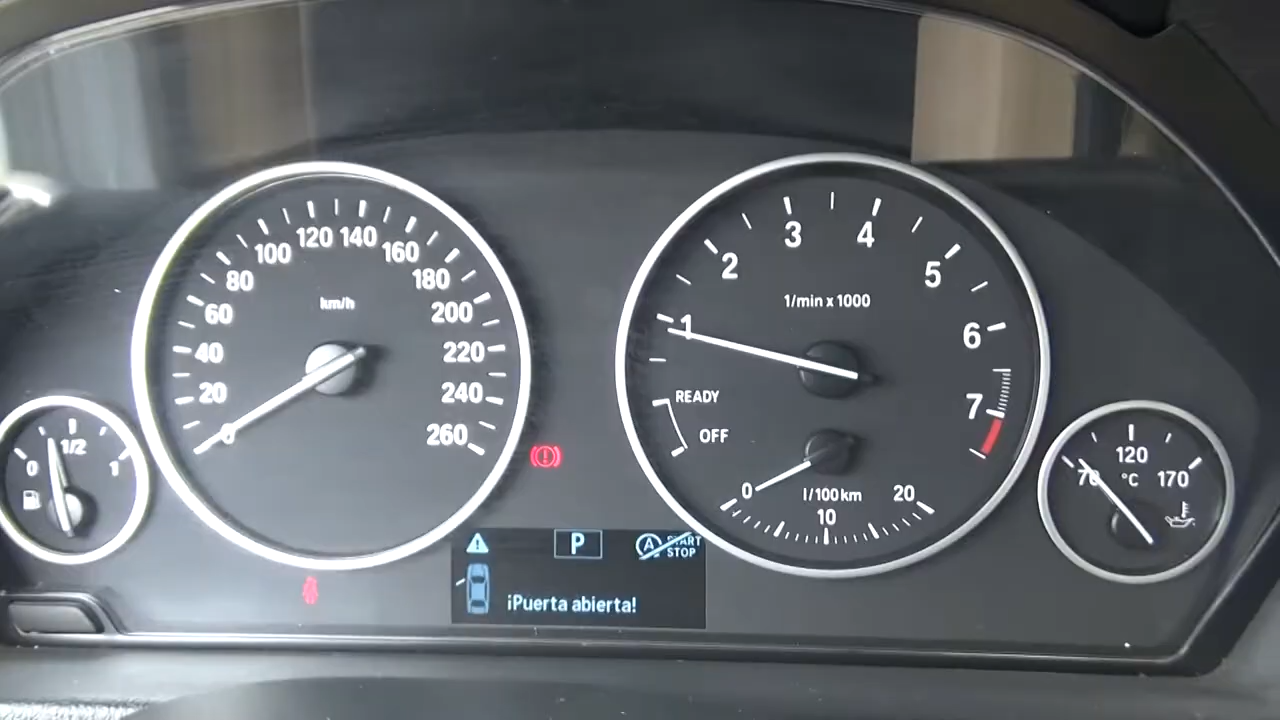 0 20 40 60 80 100 120 140 160 180 200 220 240 260
km/h
0 1/2 1
1 2 3 4 5 6 7
1/min x 1000
READY
OFF
0 10 20
l/100km
70 120 170
°C
P
A START
STOP
¡Puerta abierta!